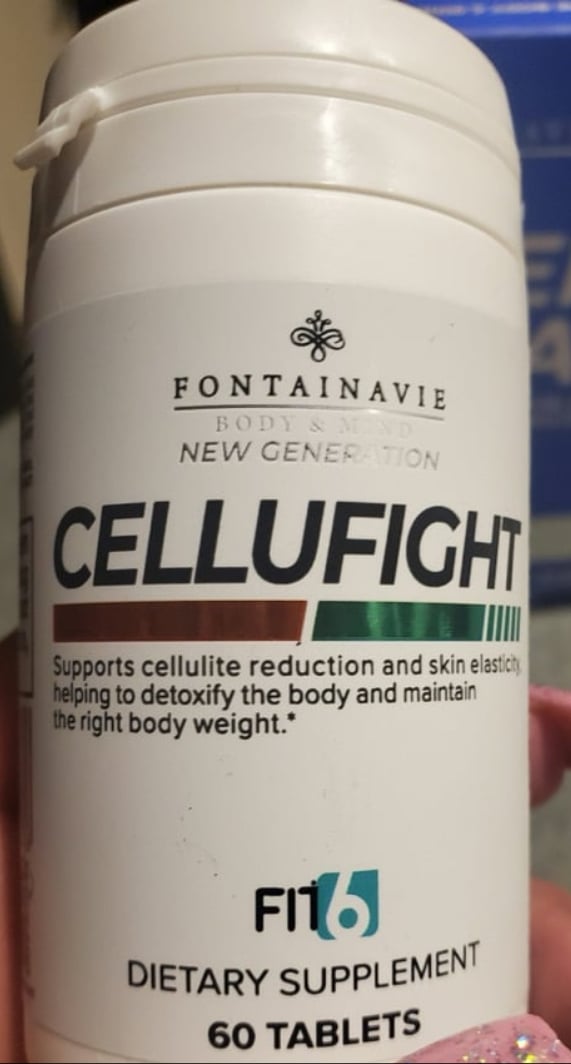 FONTAINAVIE
BODY & MIND
NEW GENERATION
CELLUFIGHT
Supports cellulite reduction and skin elasticity,
helping to detoxify the body and maintain
the right body weight.*
FIT6
DIETARY SUPPLEMENT
60 TABLETS